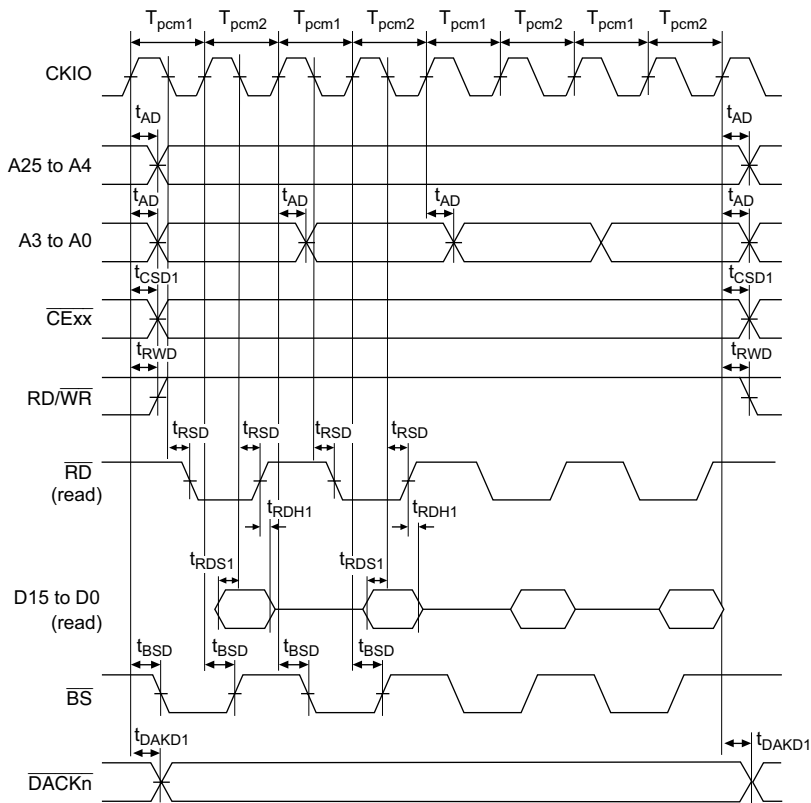 Tpcm1 Tpcm2 Tpcm1 Tpcm2 Tpcm1 Tpcm2 Tpcm1 Tpcm2
CKIO
tAD tAD
A25 to A4
tAD tAD tAD tAD
A3 to A0
tCSD1 tCSD1
CExx
tRWD tRWD
RD/WR
tRSD tRSD tRSD tRSD
RD
(read)
tRDH1 tRDH1
tRDS1 tRDS1
D15 to D0
(read)
tBSD tBSD tBSD tBSD
BS
tDAKD1 tDAKD1
DACKn